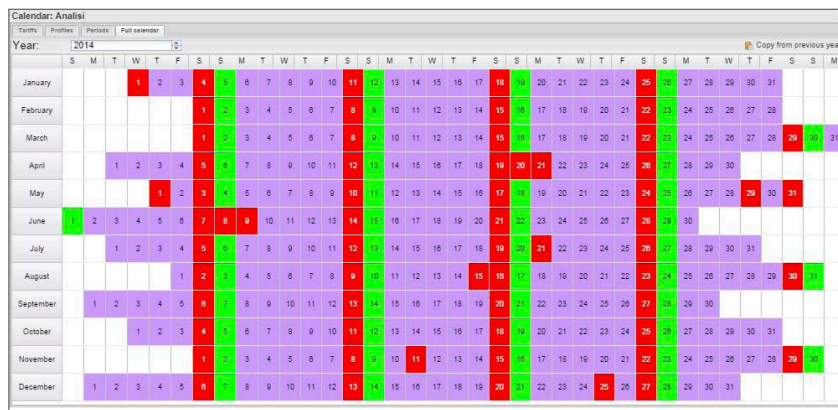 Calendar: Analisi
Tariffs Profiles Periods Full calendar
Year: 2014 Copy from previous yea
S M T W T F S S M T W T F S S M T W T F S S M T W T F S S M T W T F S S M
January 1 2 3 4 5 6 7 8 9 10 11 12 13 14 15 16 17 18 19 20 21 22 23 24 25 26 27 28 29 30 31
February 1 2 3 4 5 6 7 8 9 10 11 12 13 14 15 16 17 18 19 20 21 22 23 24 25 26 27 28
March 1 2 3 4 5 6 7 8 9 10 11 12 13 14 15 16 17 18 19 20 21 22 23 24 25 26 27 28 29 30 31
April 1 2 3 4 5 6 7 8 9 10 11 12 13 14 15 16 17 18 19 20 21 22 23 24 25 26 27 28 29 30
May 1 2 3 4 5 6 7 8 9 10 11 12 13 14 15 16 17 18 19 20 21 22 23 24 25 26 27 28 29 30 31
June 1 2 3 4 5 6 7 8 9 10 11 12 13 14 15 16 17 18 19 20 21 22 23 24 25 26 27 28 29 30
July 1 2 3 4 5 6 7 8 9 10 11 12 13 14 15 16 17 18 19 20 21 22 23 24 25 26 27 28 29 30 31
August 1 2 3 4 5 6 7 8 9 10 11 12 13 14 15 16 17 18 19 20 21 22 23 24 25 26 27 28 29 30 31
September 1 2 3 4 5 6 7 8 9 10 11 12 13 14 15 16 17 18 19 20 21 22 23 24 25 26 27 28 29 30
October 1 2 3 4 5 6 7 8 9 10 11 12 13 14 15 16 17 18 19 20 21 22 23 24 25 26 27 28 29 30 31
November 1 2 3 4 5 6 7 8 9 10 11 12 13 14 15 16 17 18 19 20 21 22 23 24 25 26 27 28 29 30
December 1 2 3 4 5 6 7 8 9 10 11 12 13 14 15 16 17 18 19 20 21 22 23 24 25 26 27 28 29 30 31